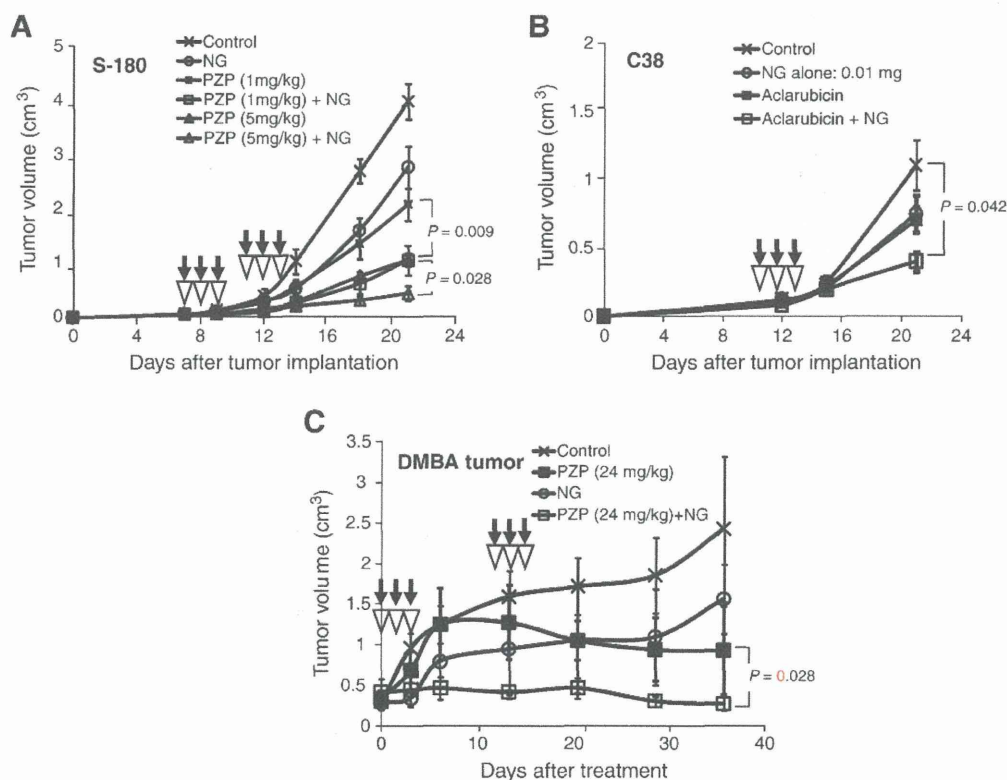 A
S-180
Control
NG
PZP (1mg/kg)
PZP (1mg/kg) + NG
PZP (5mg/kg)
PZP (5mg/kg) + NG
Tumor volume (cm3)
5
4
3
2
1
0
P = 0.009
P = 0.028
0 4 8 12 16 20 24
Days after tumor implantation
B
C38
Control
NG alone: 0.01 mg
Aclarubicin
Aclarubicin + NG
Tumor volume (cm3)
2
1
0.5
0
P = 0.042
0 4 8 12 16 20 24
Days after tumor implantation
C
DMBA tumor
Control
PZP (24 mg/kg)
NG
PZP (24 mg/kg)+NG
Tumor volume (cm3)
3.5
3
2.5
2
1.5
1
0.5
0
P = 0.028
0 10 20 30 40
Days after treatment